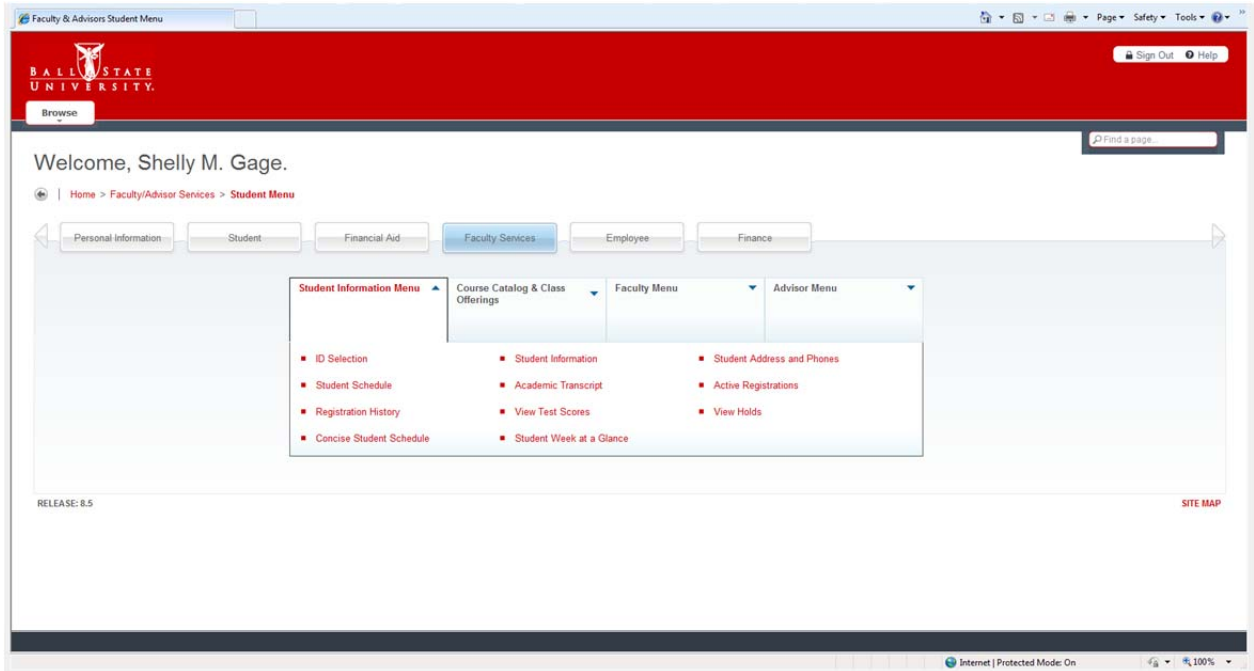 Faculty & Advisors Student Menu
Page Safety Tools
BALL STATE
UNIVERSITY.
Sign Out Help
Browse
Find a page...
Welcome, Shelly M. Gage.
Home > Faculty/Advisor Services > Student Menu
Personal Information Student Financial Aid Faculty Services Employee Finance
Student Information Menu Course Catalog & Class Offerings Faculty Menu Advisor Menu
ID Selection Student Information Student Address and Phones
Student Schedule Academic Transcript Active Registrations
Registration History View Test Scores View Holds
Concise Student Schedule Student Week at a Glance
RELEASE: 8.5 SITE MAP
Internet | Protected Mode: On 100%